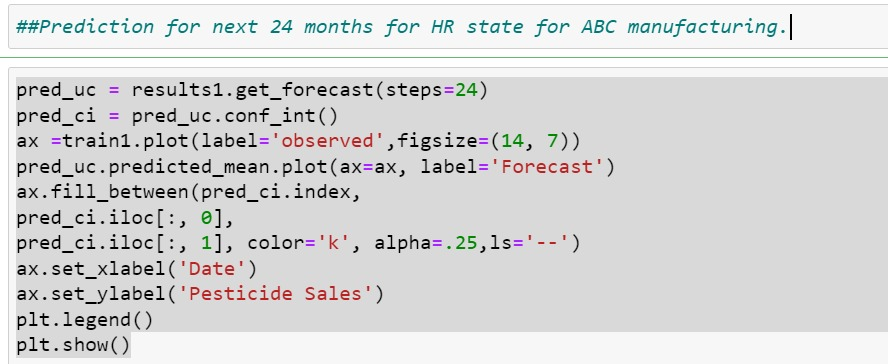 ##Prediction for next 24 months for HR state for ABC manufacturing.
pred_uc = results1.get_forecast(steps=24)
pred_ci = pred_uc.conf_int()
ax =train1.plot(label='observed',figsize=(14, 7))
pred_uc.predicted_mean.plot(ax=ax, label='Forecast')
ax.fill_between(pred_ci.index,
pred_ci.iloc[:, 0],
pred_ci.iloc[:, 1], color='k', alpha=.25,ls='--')
ax.set_xlabel('Date')
ax.set_ylabel('Pesticide Sales')
plt.legend()
plt.show()